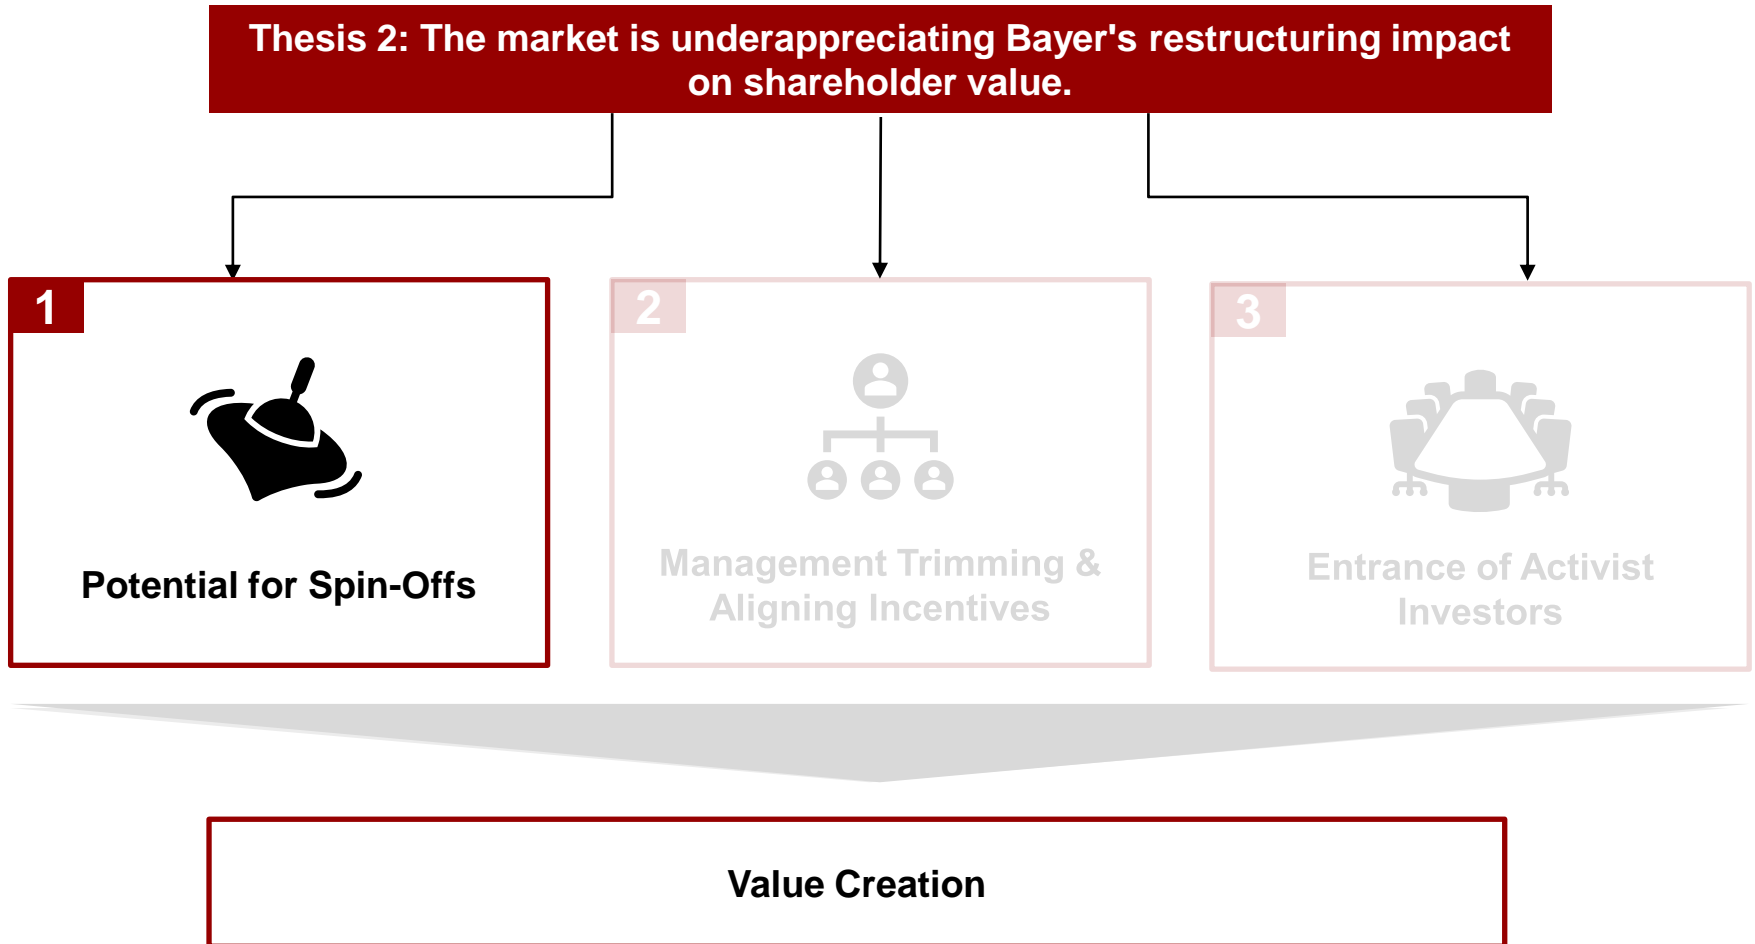 Thesis 2: The market is underappreciating Bayer's restructuring impact
on shareholder value.
1
Potential for Spin-Offs
2
Management Trimming &
Aligning Incentives
3
Entrance of Activist
Investors
Value Creation